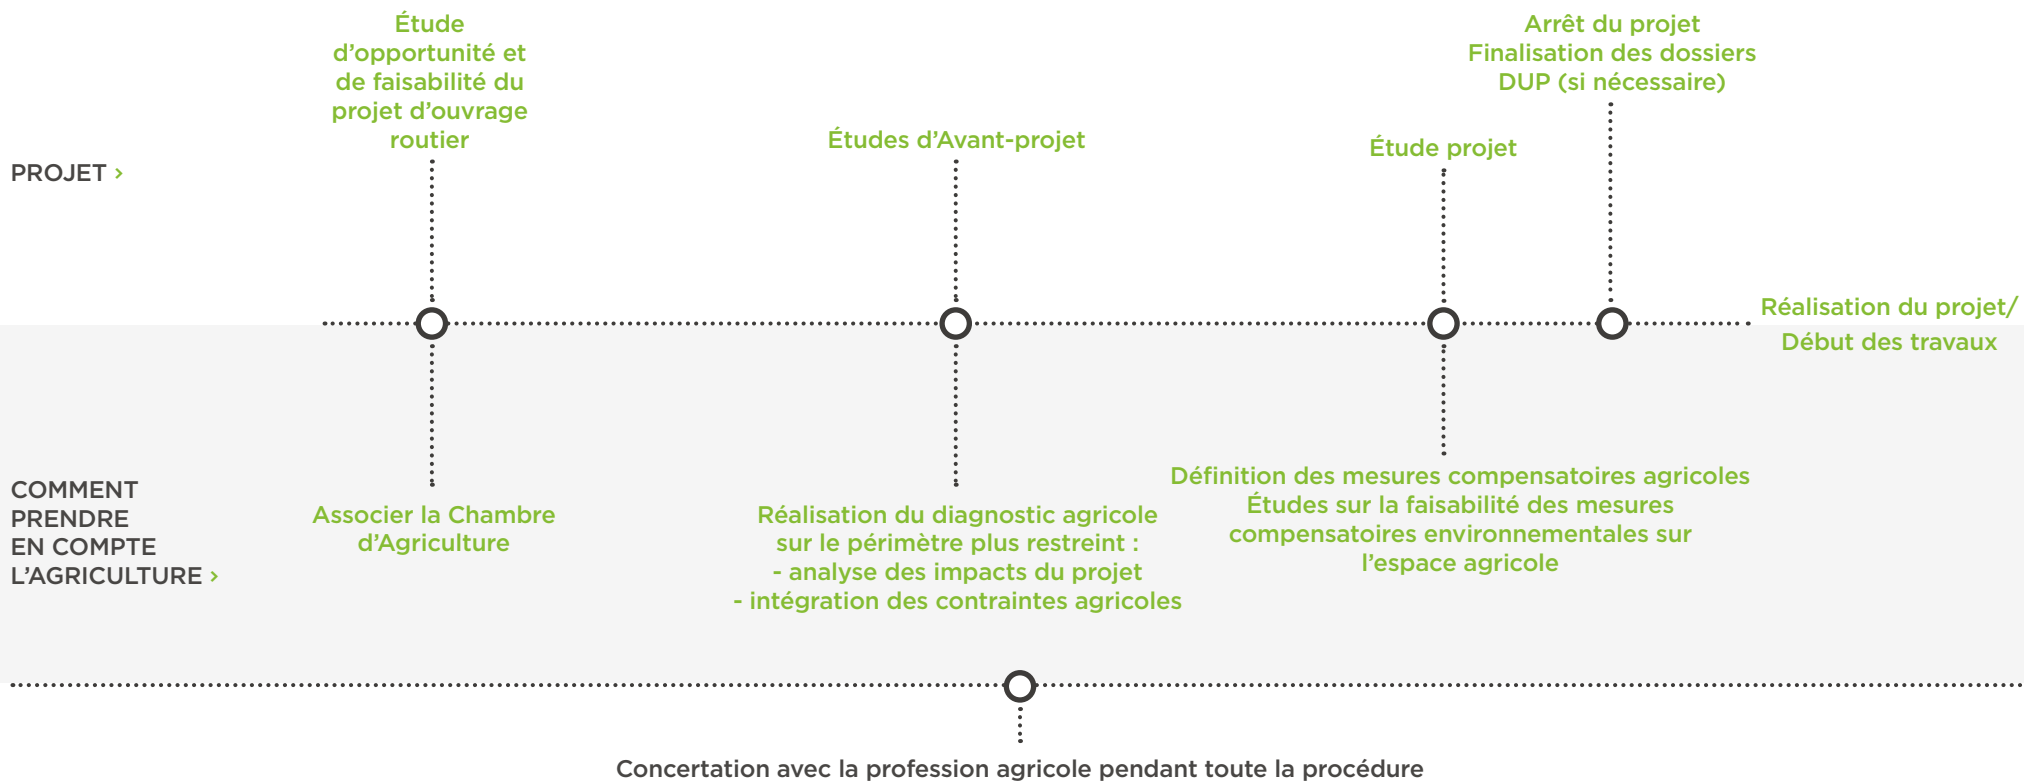 Étude
d’opportunité et
de faisabilité du
projet d’ouvrage
routier
Études d’Avant-projet
Étude projet
Arrêt du projet
Finalisation des dossiers
DUP (si nécessaire)
PROJET ›
Réalisation du projet/
Début des travaux
COMMENT
PRENDRE
EN COMPTE
L’AGRICULTURE ›
Associer la Chambre
d’Agriculture
Réalisation du diagnostic agricole
sur le périmètre plus restreint :
- analyse des impacts du projet
- intégration des contraintes agricoles
Définition des mesures compensatoires agricoles
Études sur la faisabilité des mesures
compensatoires environnementales sur
l’espace agricole
Concertation avec la profession agricole pendant toute la procédure